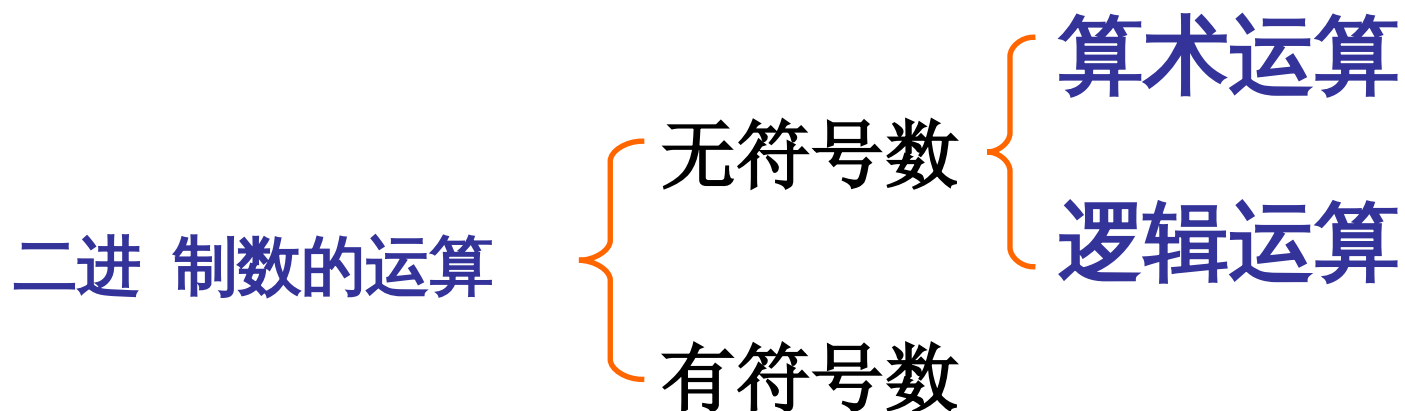 算术运算
无符号数
逻辑运算
二进 制数的运算
有符号数